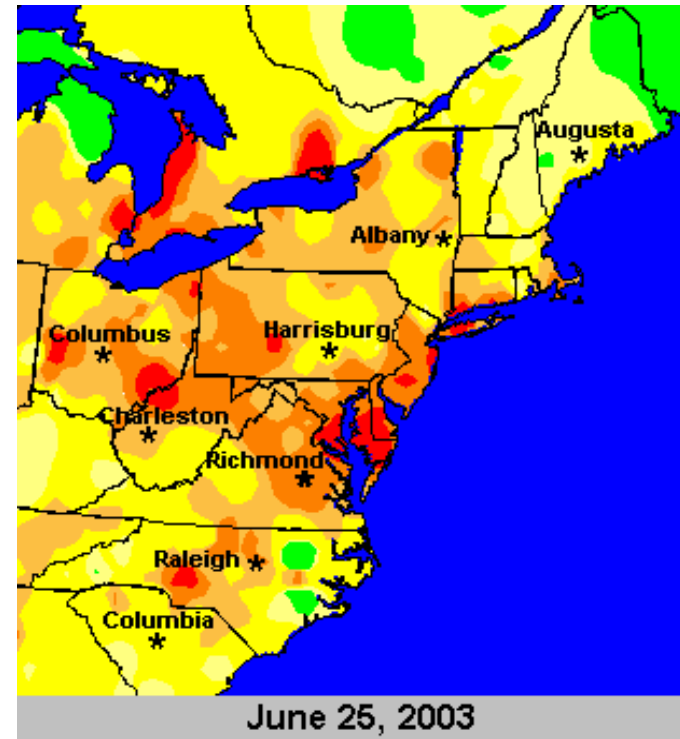 Augusta
Albany
Columbus
Harrisburg
Charleston
Richmond
Raleigh
Columbia
June 25, 2003